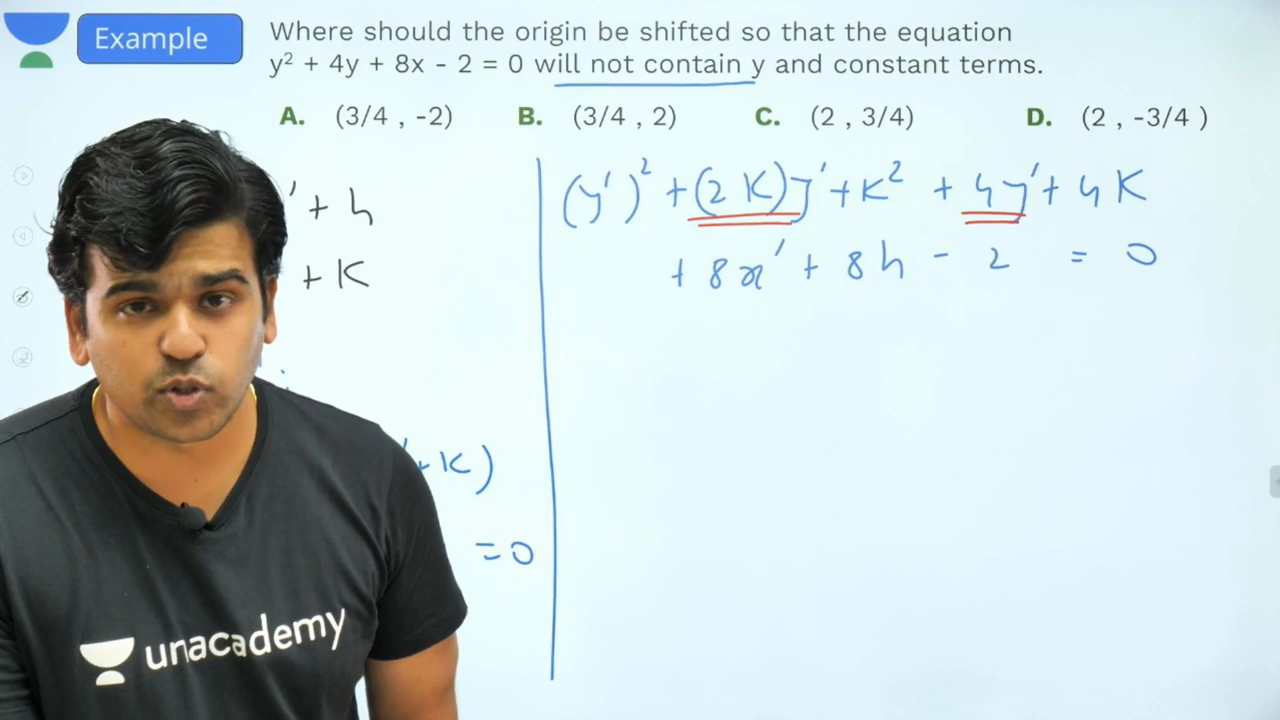 Example
Where should the origin be shifted so that the equation
y² + 4y + 8x - 2 = 0 will not contain y and constant terms.
A. (3/4 , -2) B. (3/4 , 2) C. (2 , 3/4) D. (2 , -3/4 )
' + h
+ K
' + K)
= 0
(y')² + (2K)y' + K² + 4y' + 4K
+ 8x' + 8h - 2 = 0
unacademy